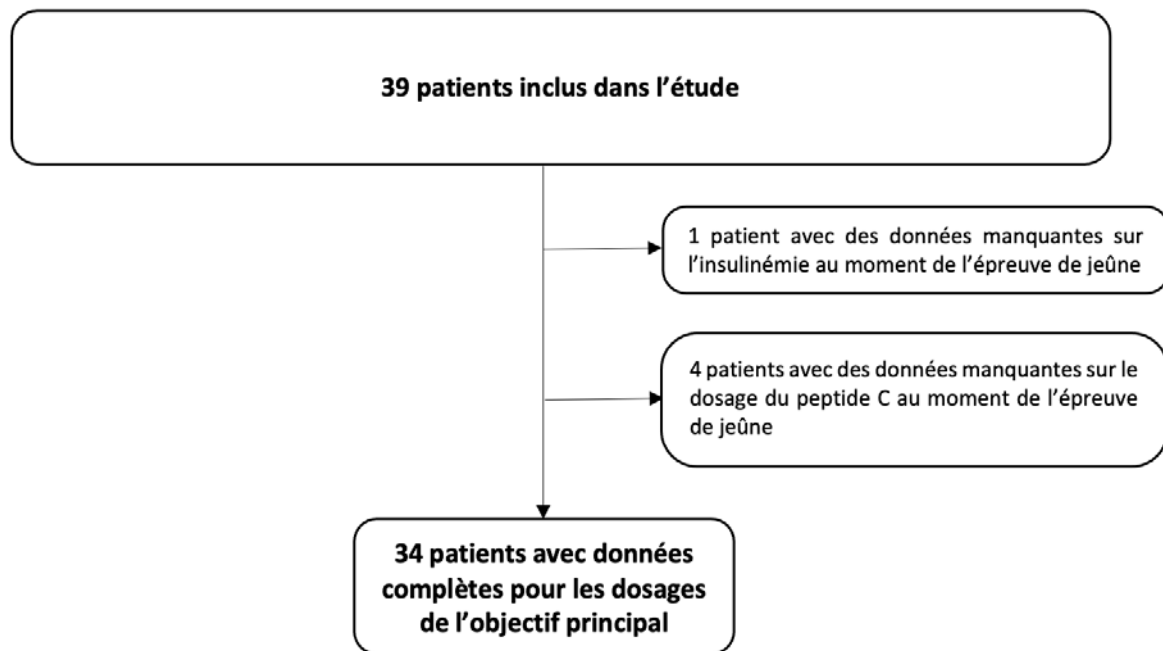 39 patients inclus dans l’étude
1 patient avec des données manquantes sur
l’insulinémie au moment de l’épreuve de jeûne
4 patients avec des données manquantes sur le
dosage du peptide C au moment de l’épreuve
de jeûne
34 patients avec données
complètes pour les dosages
de l’objectif principal